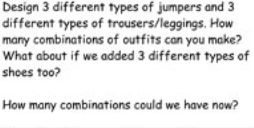 Design 3 different types of jumpers and 3
different types of trousers/leggings. How
many combinations of outfits can you make?
What about if we added 3 different types of
shoes too?
How many combinations could we have now?